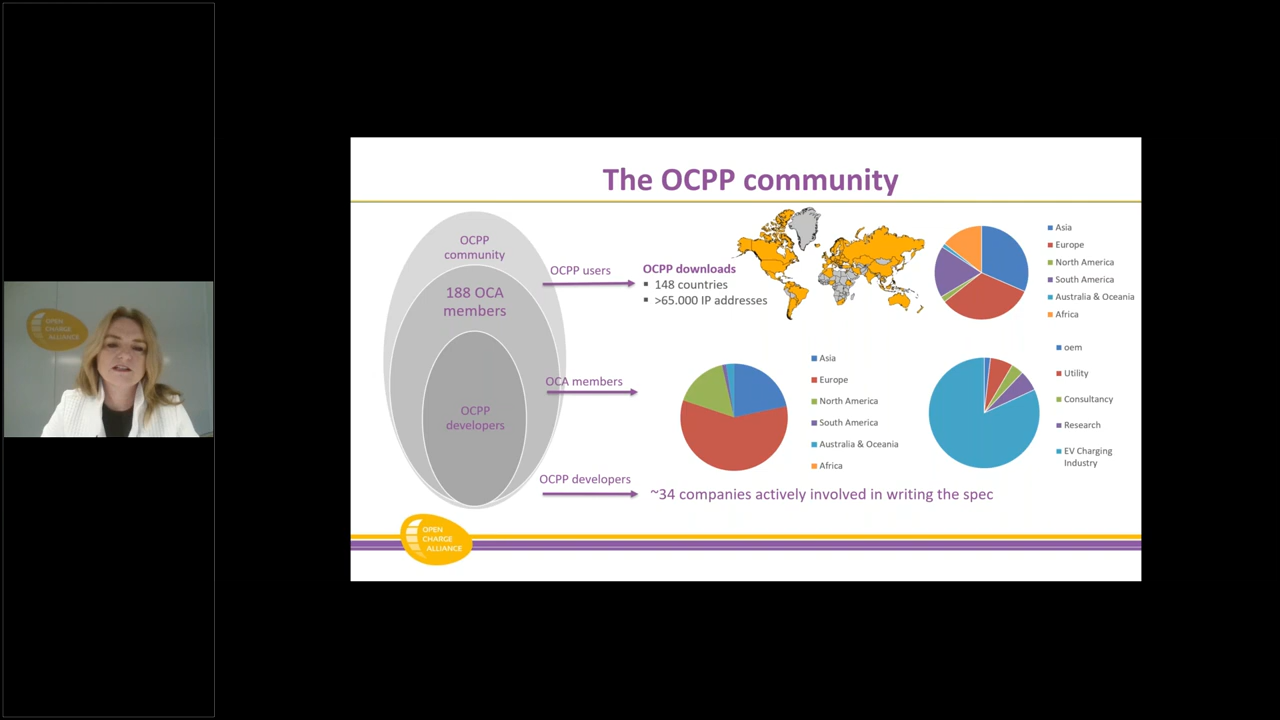 The OCPP community
OCPP
community
188 OCA
members
OCPP
developers
OCPP users
OCPP downloads
▪ 148 countries
▪ >65.000 IP addresses
Asia
Europe
North America
South America
Australia & Oceania
Africa
OCA members
Asia
Europe
North America
South America
Australia & Oceania
Africa
oem
Utility
Consultancy
Research
EV Charging
Industry
OCPP developers
~34 companies actively involved in writing the spec
OPEN
CHARGE
ALLIANCE
OPEN
CHARGE
ALLIANCE